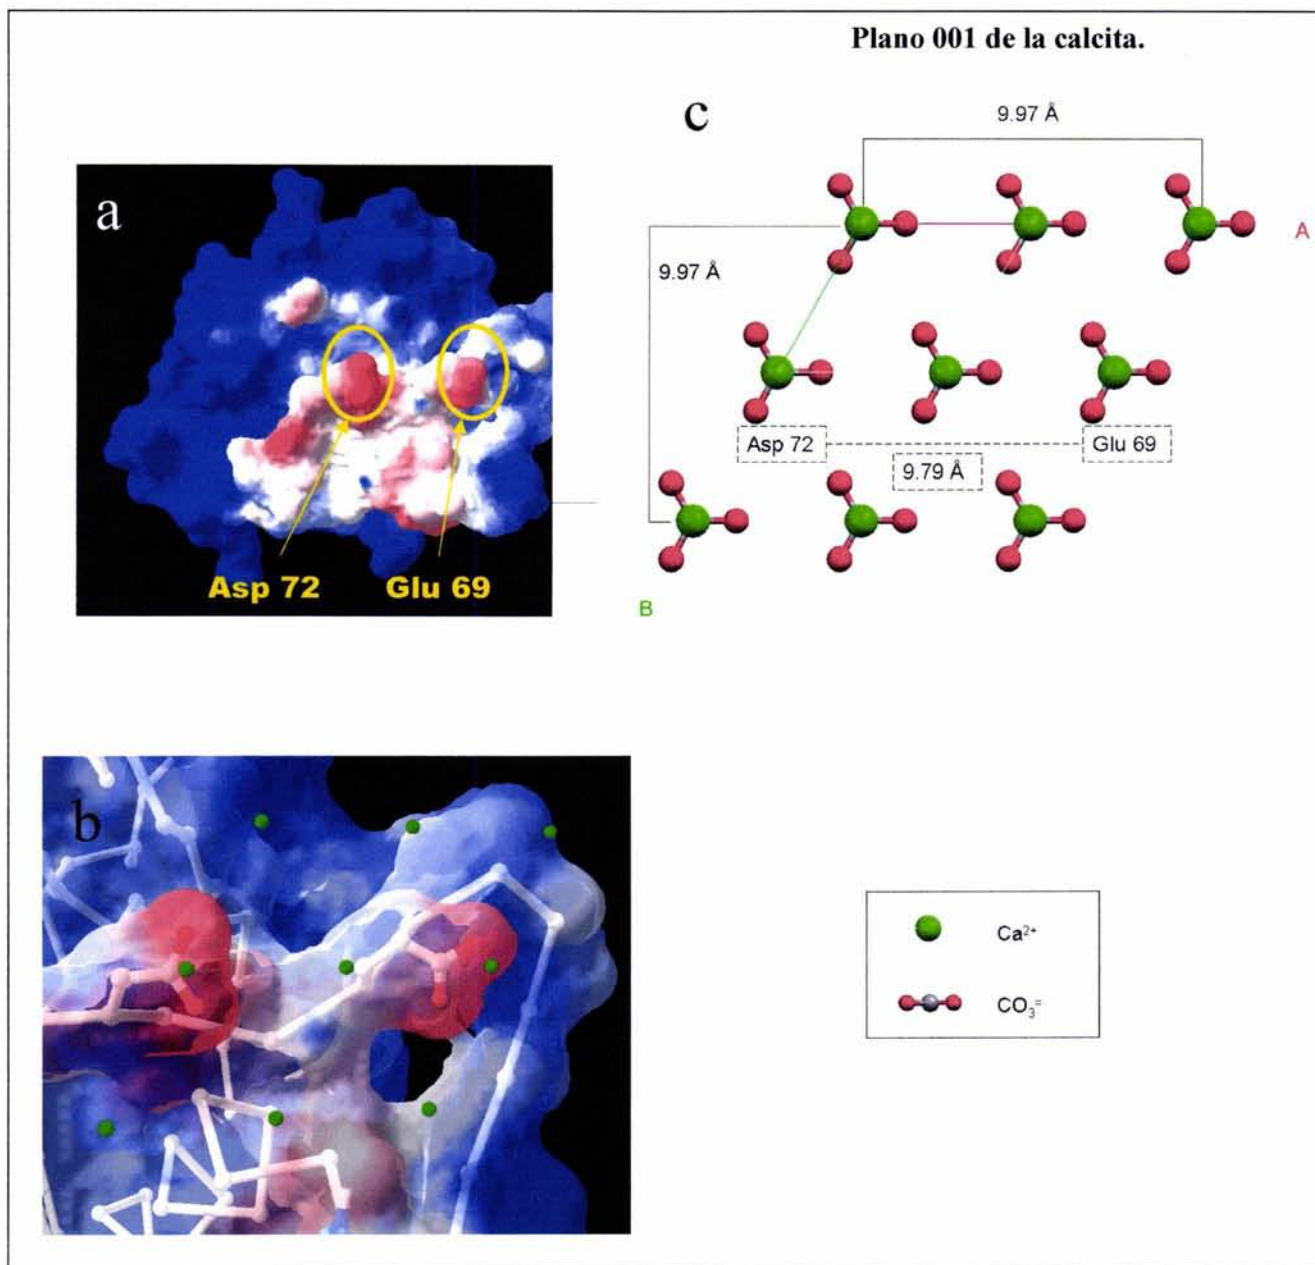 Plano 001 de la calcita.
a
Asp 72
Glu 69
c
9.97 Å
9.97 Å
A
Asp 72
Glu 69
9.79 Å
B
b
Ca²⁺
CO₃⁼